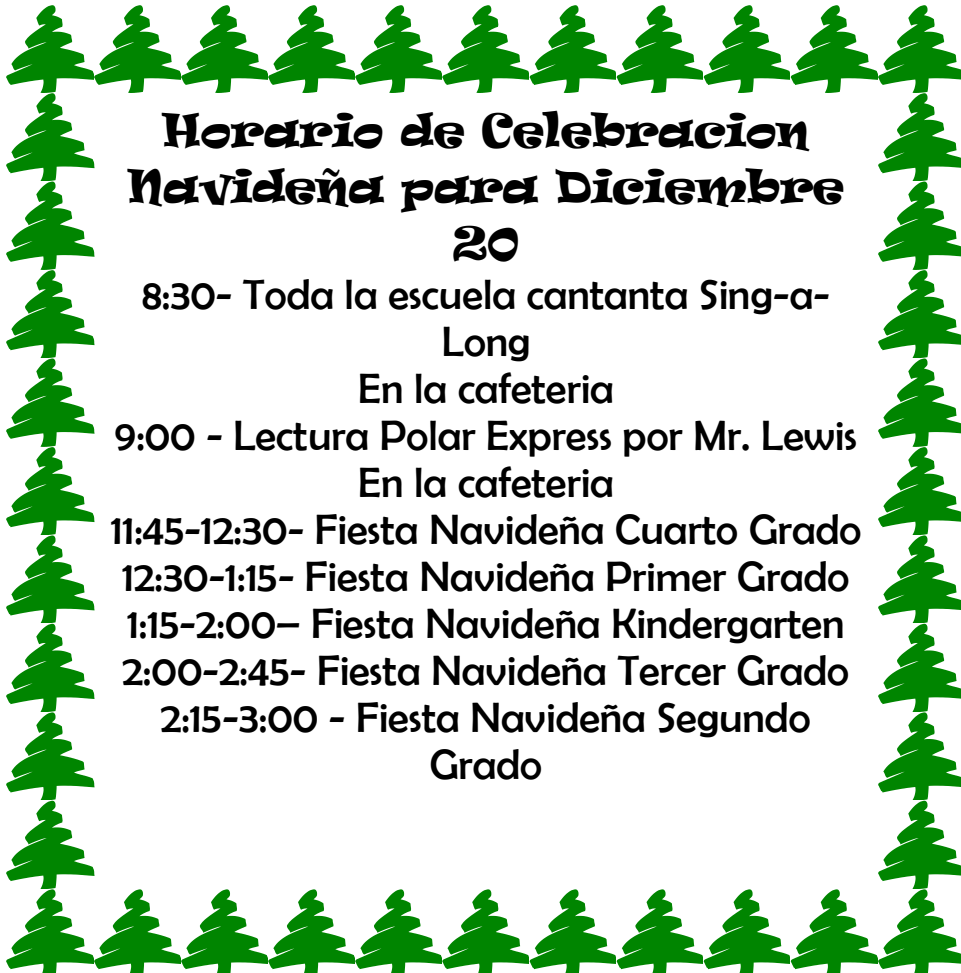 Horario de Celebracion
Navideña para Diciembre
20
8:30- Toda la escuela cantanta Sing-a-
Long
En la cafeteria
9:00 - Lectura Polar Express por Mr. Lewis
En la cafeteria
11:45-12:30- Fiesta Navideña Cuarto Grado
12:30-1:15- Fiesta Navideña Primer Grado
1:15-2:00– Fiesta Navideña Kindergarten
2:00-2:45- Fiesta Navideña Tercer Grado
2:15-3:00 - Fiesta Navideña Segundo
Grado